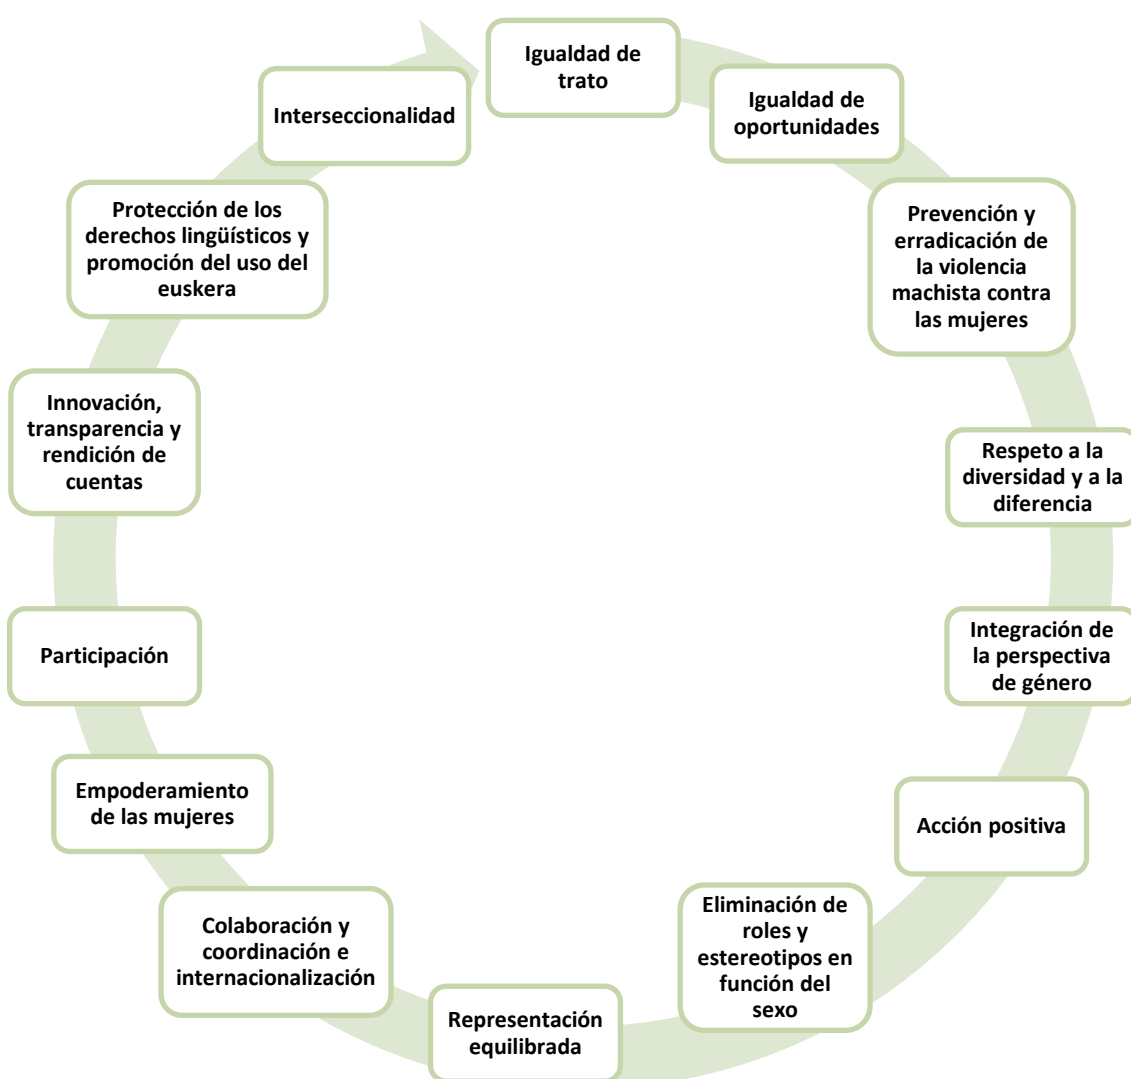 Igualdad de
trato
Igualdad de
oportunidades
Prevención y
erradicación de
la violencia
machista contra
las mujeres
Respeto a la
diversidad y a la
diferencia
Integración de
la perspectiva
de género
Acción positiva
Eliminación de
roles y
estereotipos en
función del
sexo
Representación
equilibrada
Colaboración y
coordinación e
internacionalización
Empoderamiento
de las mujeres
Participación
Innovación,
transparencia y
rendición de
cuentas
Protección de los
derechos lingüísticos y
promoción del uso del
euskera
Interseccionalidad